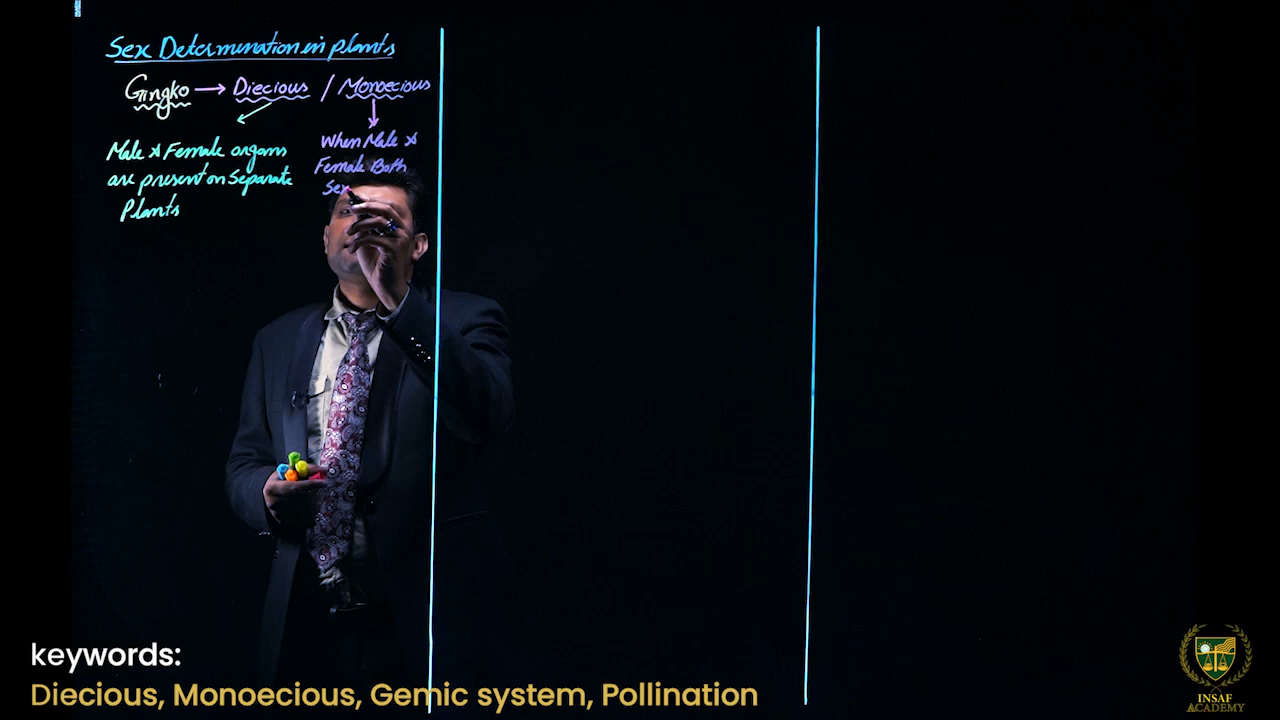 Sex Determination in plants
Gingko → Diecious / Monoecious
Male & Female organs
are present on Separate
Plants
When Male &
Female Both
Sex
keywords:
Diecious, Monoecious, Gemic system, Pollination
INSAF
ACADEMY